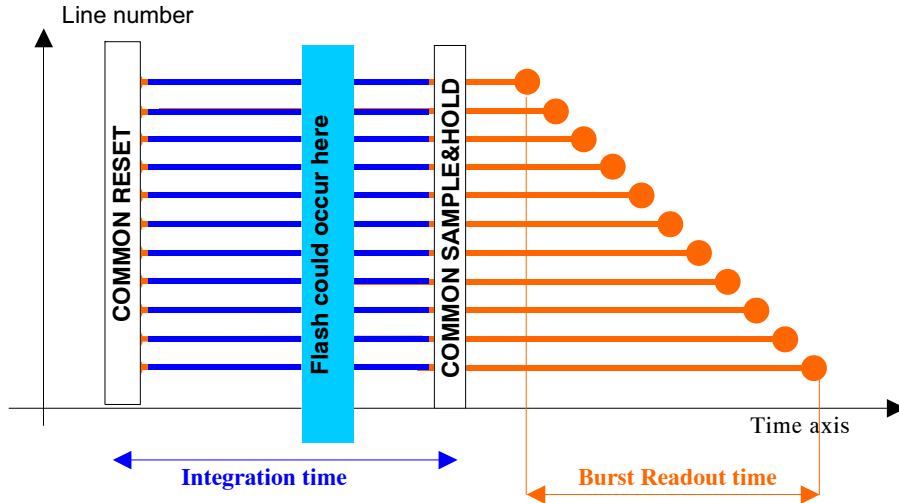 Line number
COMMON RESET
Flash could occur here
COMMON SAMPLE&HOLD
Time axis
Integration time
Burst Readout time